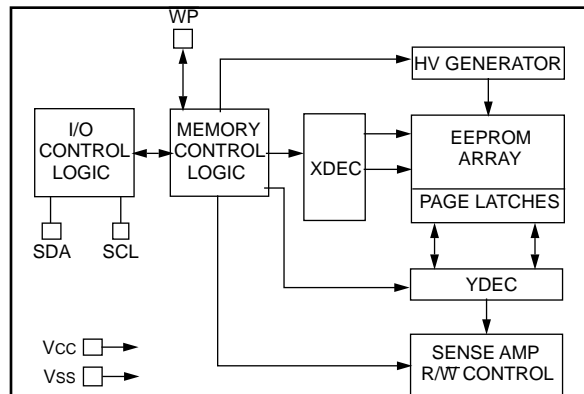 WP
HV GENERATOR
I/O
CONTROL
LOGIC
MEMORY
CONTROL
LOGIC
XDEC
EEPROM
ARRAY
PAGE LATCHES
SDA
SCL
YDEC
VCC
VSS
SENSE AMP
R/W̅ CONTROL